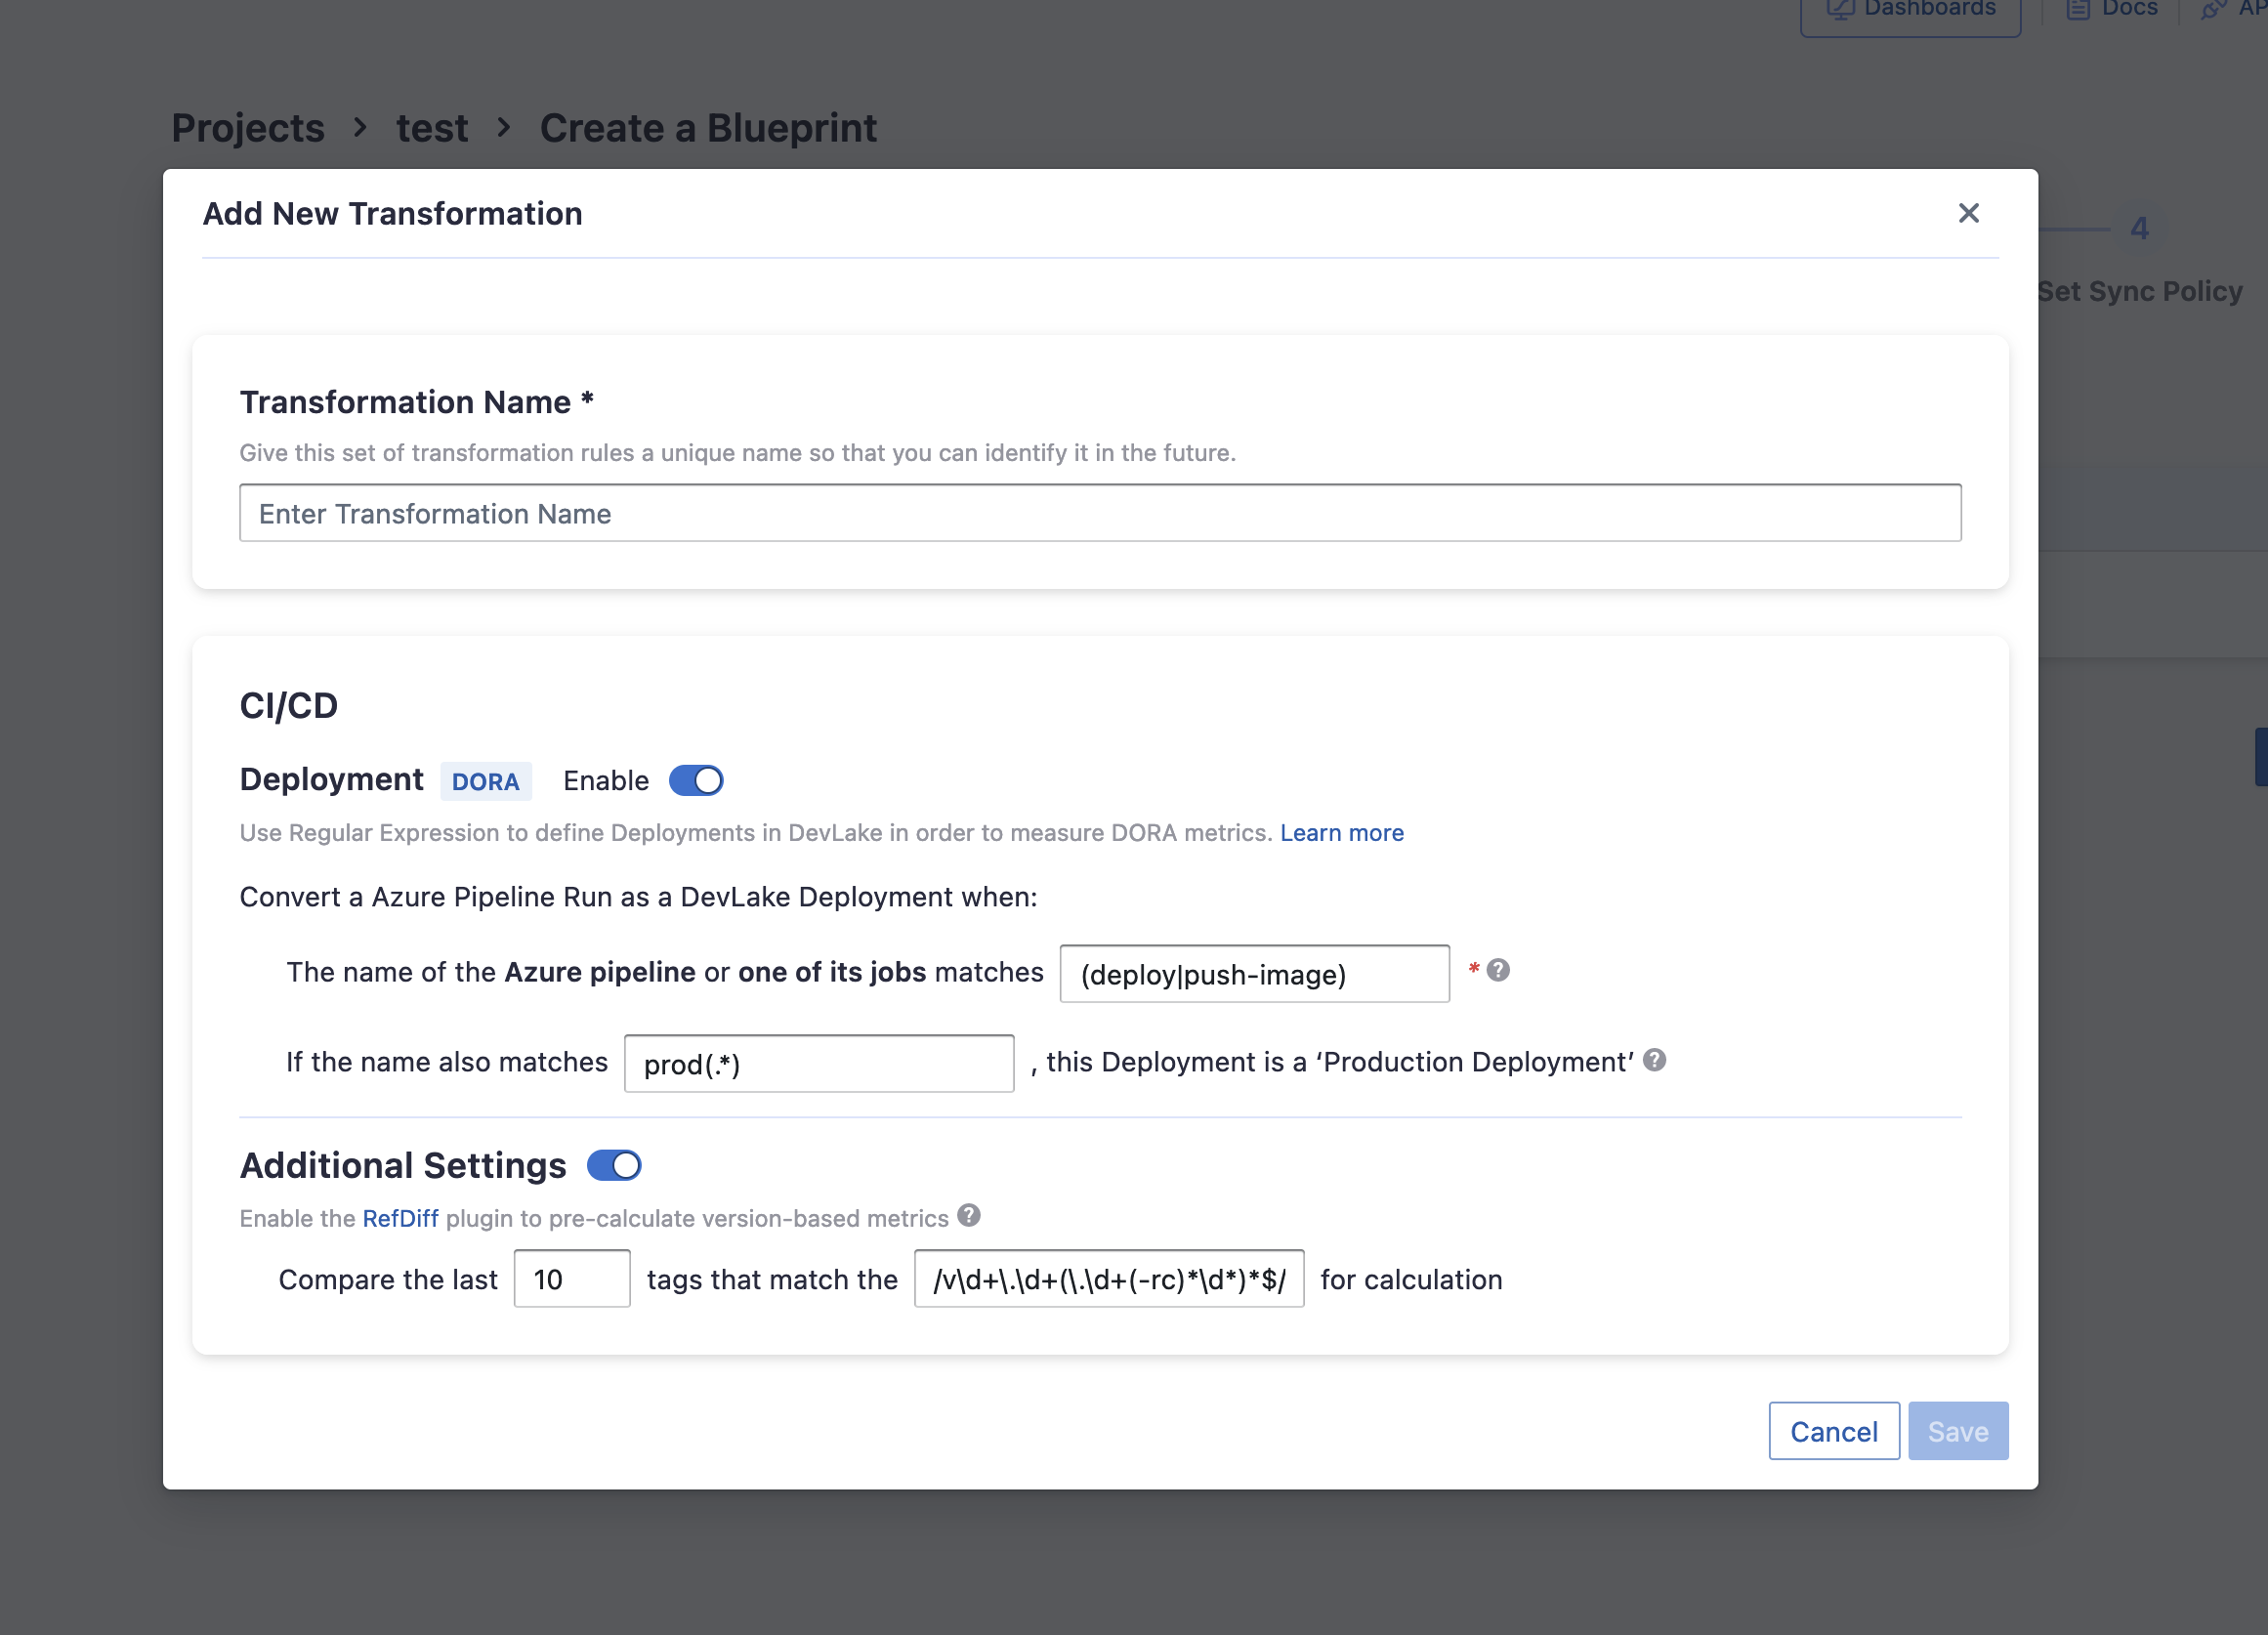 Dashboards Docs
Projects > test > Create a Blueprint
Add New Transformation
4
Set Sync Policy
Transformation Name *
Give this set of transformation rules a unique name so that you can identify it in the future.
Enter Transformation Name
CI/CD
Deployment DORA Enable
Use Regular Expression to define Deployments in DevLake in order to measure DORA metrics. Learn more
Convert a Azure Pipeline Run as a DevLake Deployment when:
The name of the Azure pipeline or one of its jobs matches (deploy|push-image) *
If the name also matches prod(.*) , this Deployment is a ‘Production Deployment’
Additional Settings
Enable the RefDiff plugin to pre-calculate version-based metrics
Compare the last 10 tags that match the /v\d+\.\d+(\.\d+(-rc)*\d*)*$/ for calculation
Cancel Save